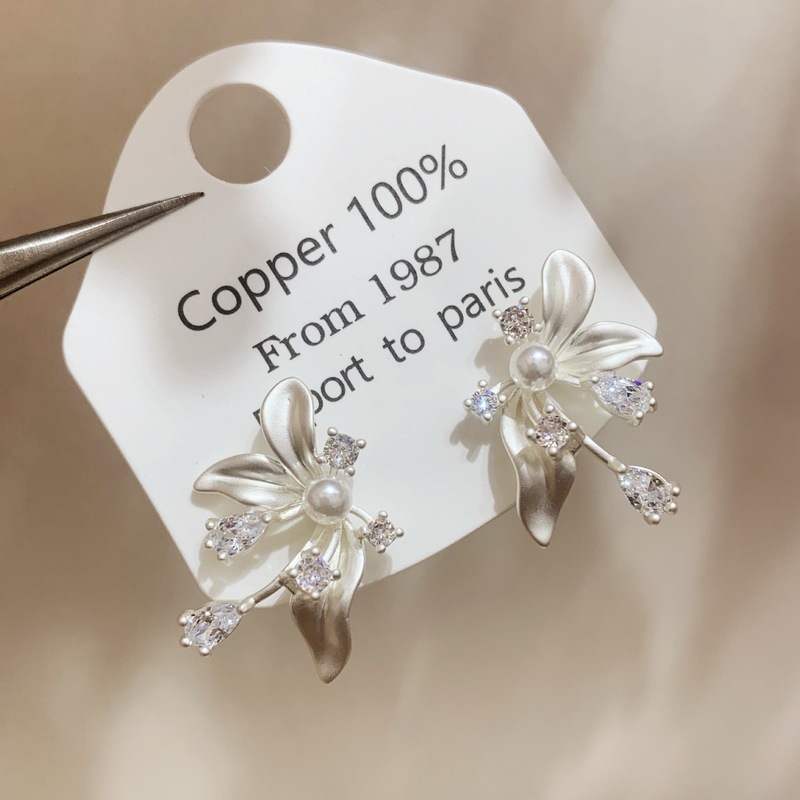 Copper 100%
From 1987
to paris